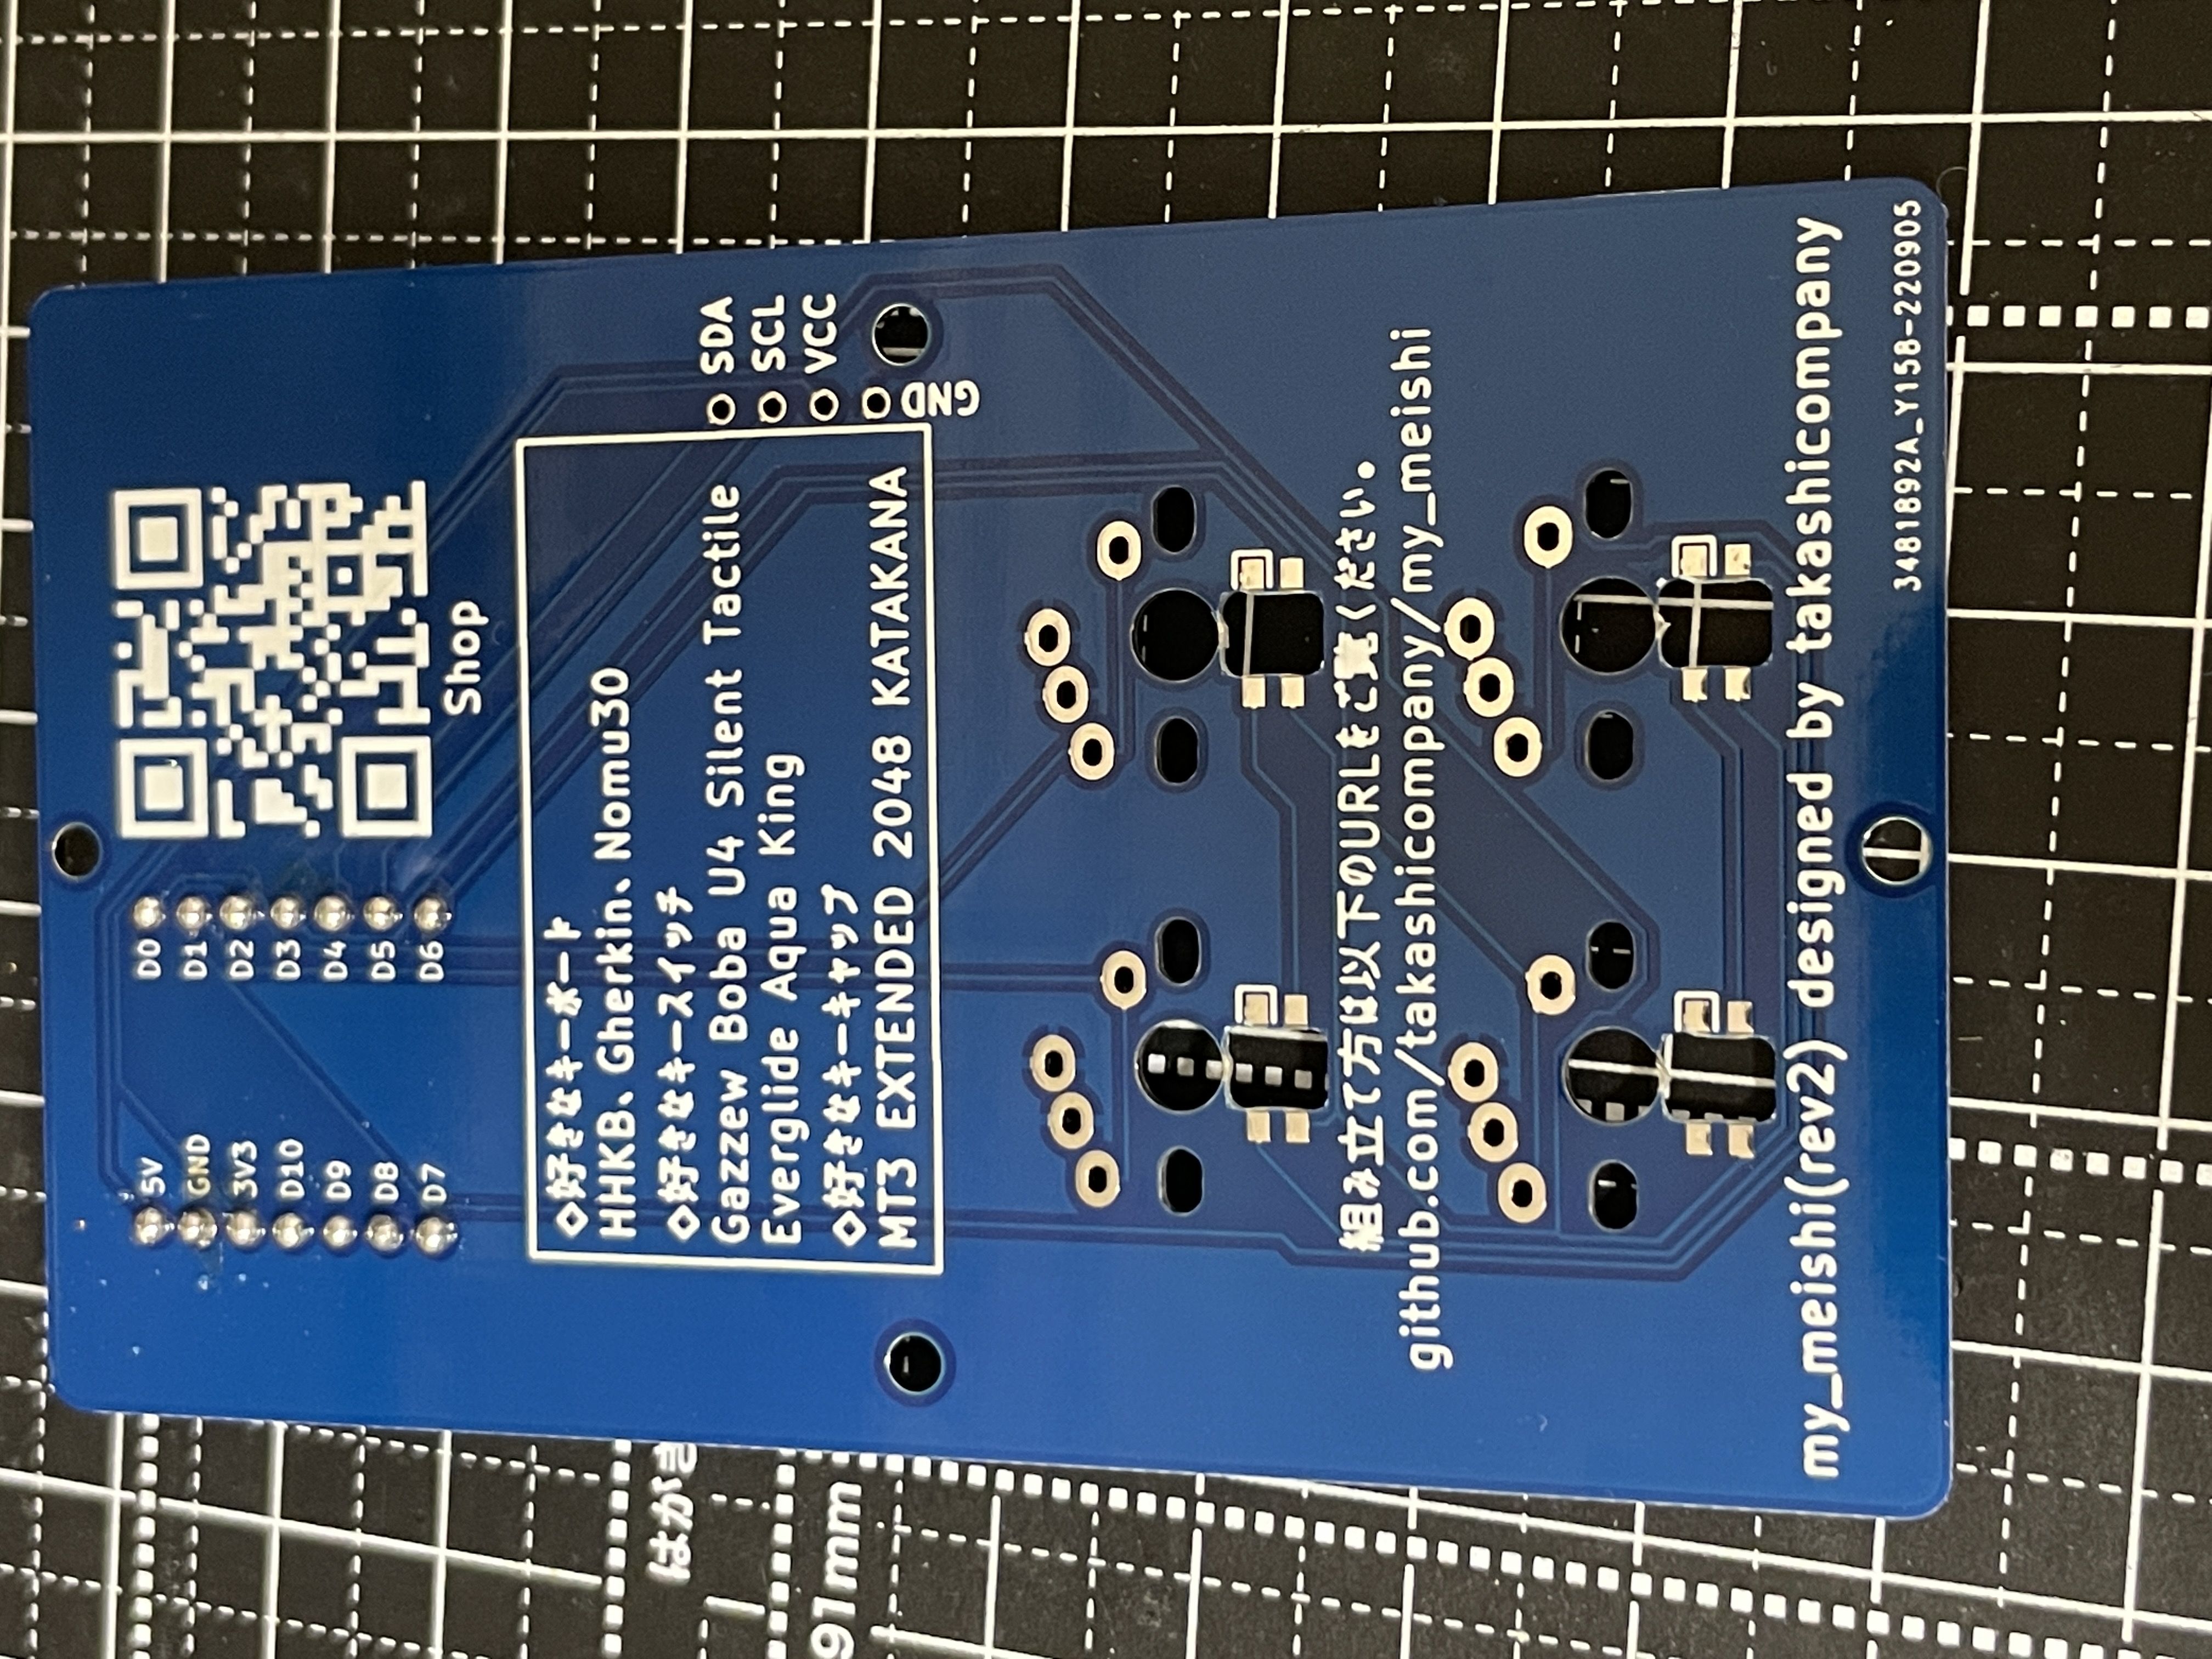 5V D0
GND D1
3V3 D2
D10 D3
D9 D4
D8 D5
D7 D6
Shop
◇好きなキーボード
HHKB、Gherkin、Nomu30
◇好きなキースイッチ
Gazzew Boba U4 Silent Tactile
Everglide Aqua King
◇好きなキーキャップ
MT3 EXTENDED 2048 KATAKANA
SDA
SCL
VCC
GND
はがき
91mm
組み立て方は以下のURLをご覧ください。
github.com/takashicompany/my_meishi
my_meishi(rev2) designed by takashicompany
3481892A_Y158-220905